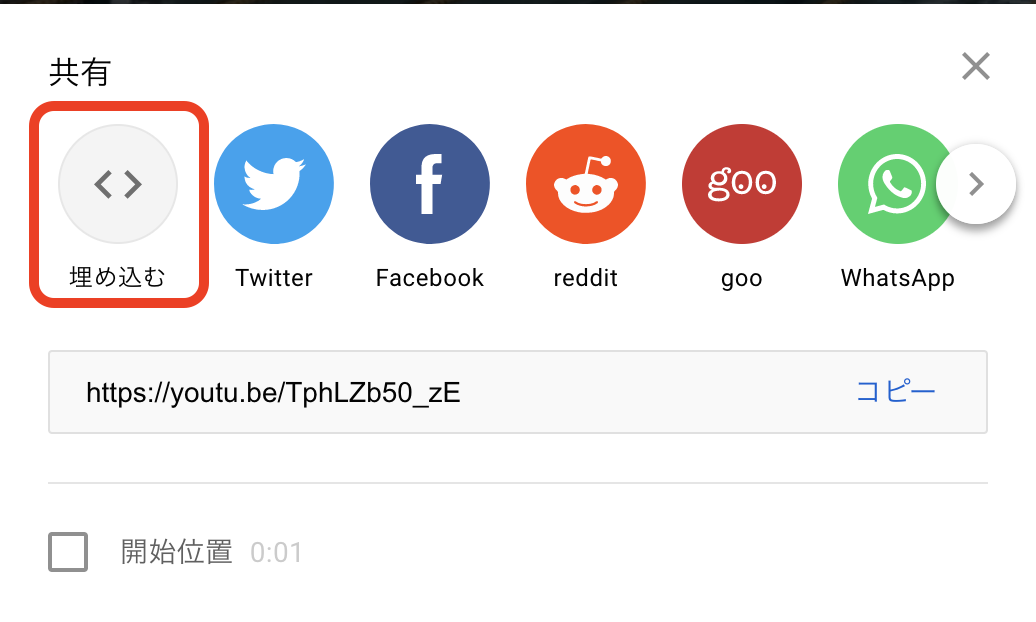 共有
goo
埋め込む Twitter Facebook reddit goo WhatsApp
https://youtu.be/TphLZb50_zE コピー
開始位置 0:01